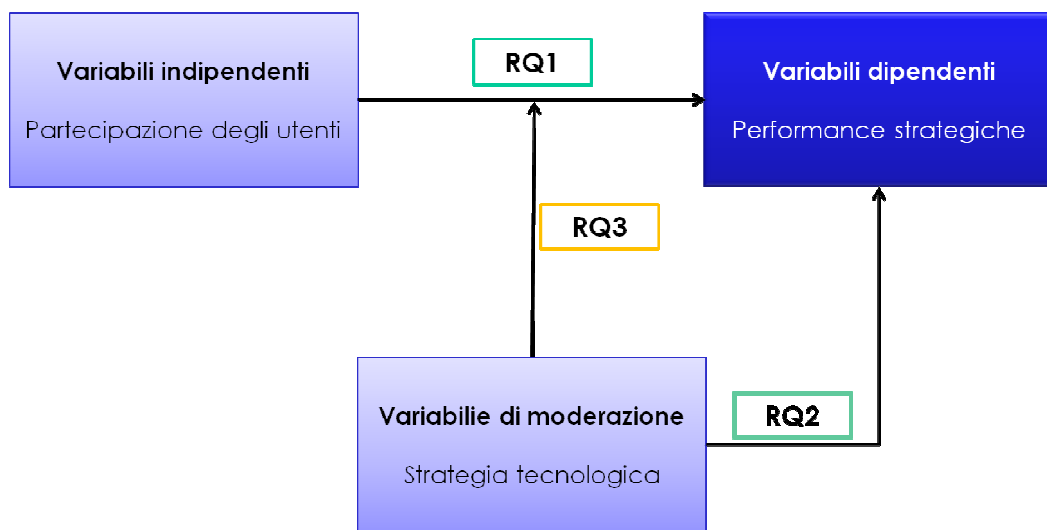 Variabili indipendenti
Partecipazione degli utenti
RQ1
Variabili dipendenti
Performance strategiche
RQ3
Variabilie di moderazione
Strategia tecnologica
RQ2